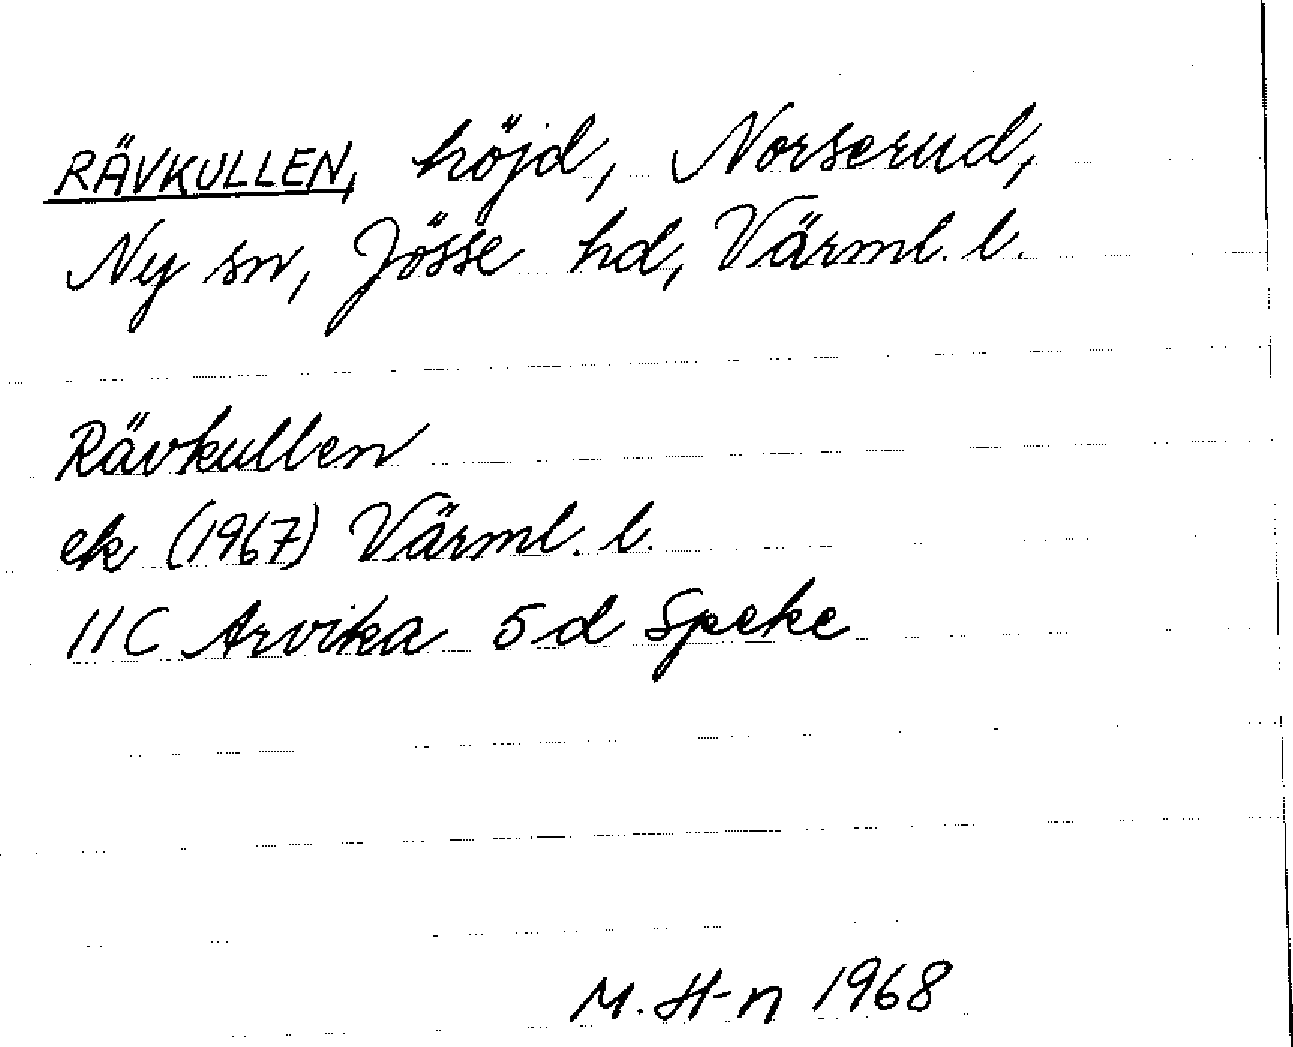 RÄVKULLEN, höjd, Norserud,
Ny sn, Jösse hd, Värml. l.
Rävkullen
ek (1967) Värml. l.
11C Arvika 5d Speke
M. H-n 1968